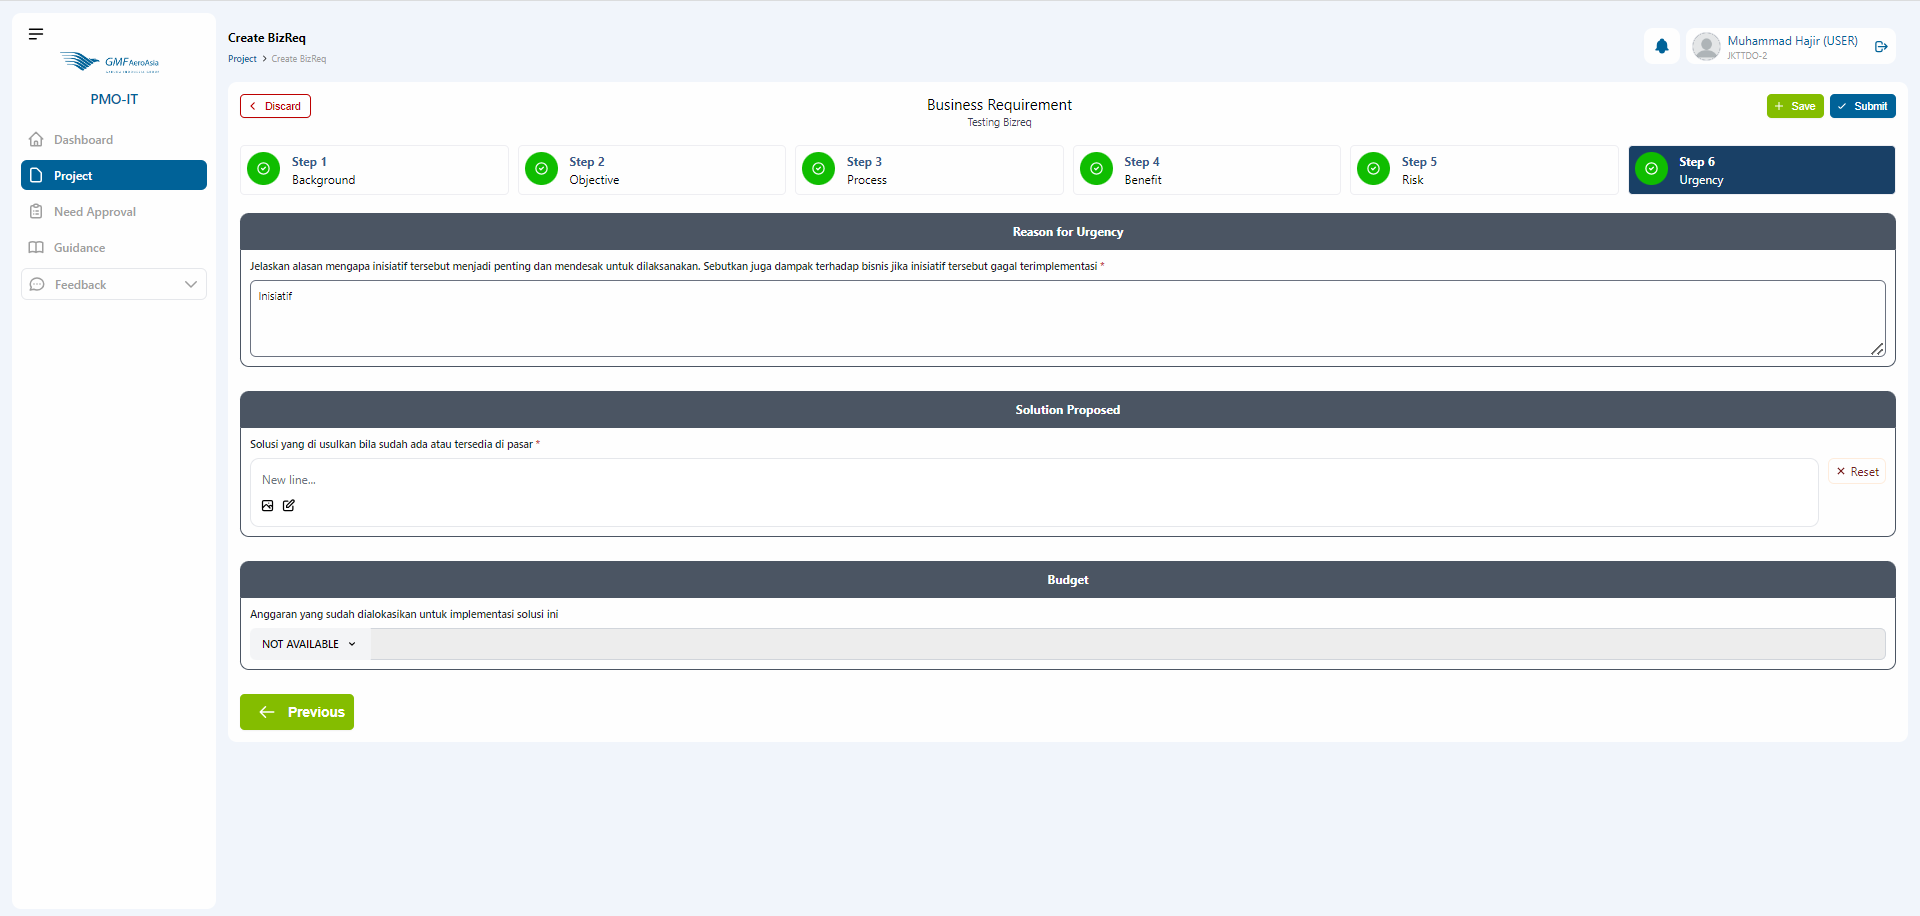 Create BizReq
Project > Create BizReq
Muhammad Hajir (USER)
JKTTDO-2
GMF AeroAsia
PMO-IT
Dashboard
Project
Need Approval
Guidance
Feedback
Discard
Business Requirement
Testing Bizreq
Save
Submit
Step 1
Background
Step 2
Objective
Step 3
Process
Step 4
Benefit
Step 5
Risk
Step 6
Urgency
Reason for Urgency
Jelaskan alasan mengapa inisiatif tersebut menjadi penting dan mendesak untuk dilaksanakan. Sebutkan juga dampak terhadap bisnis jika inisiatif tersebut gagal terimplementasi *
Inisiatif
Solution Proposed
Solusi yang di usulkan bila sudah ada atau tersedia di pasar *
New line...
Reset
Budget
Anggaran yang sudah dialokasikan untuk implementasi solusi ini
NOT AVAILABLE
Previous